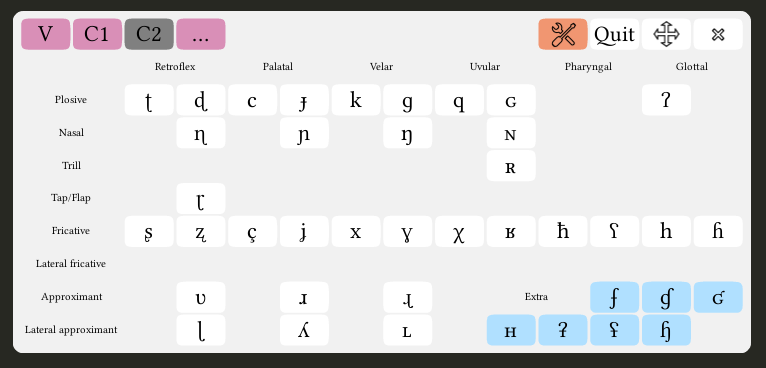 V C1 C2 ... Quit ×
Retroflex Palatal Velar Uvular Pharyngal Glottal
Plosive ʈ ɖ c ɟ k ɡ q ɢ ʔ
Nasal ɳ ɲ ŋ ɴ
Trill ʀ
Tap/Flap ɽ
Fricative ʂ ʐ ç ʝ x ɣ χ ʁ ħ ʕ h ɦ
Lateral fricative
Approximant ʋ ɹ ɻ Extra ʄ ɠ ʛ
Lateral approximant ɭ ʎ ʟ ʜ ʡ ʢ ɧ